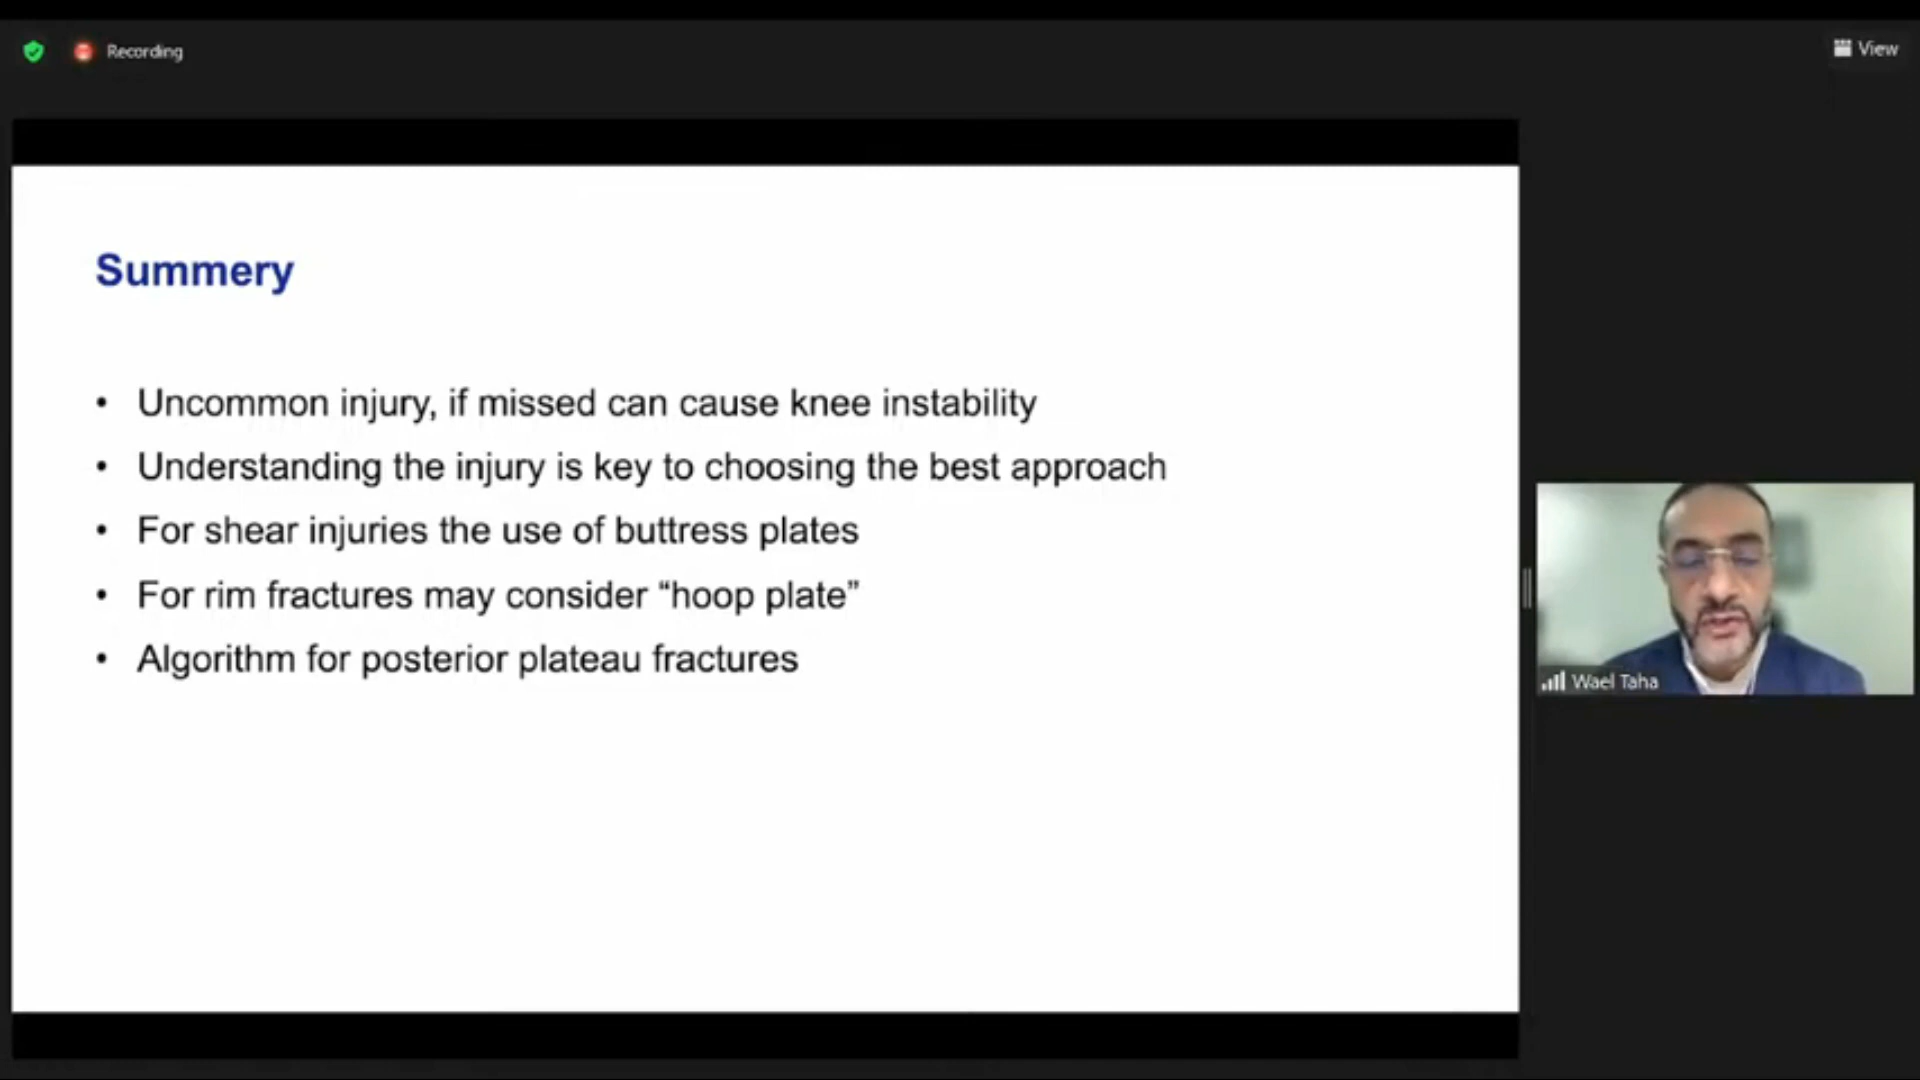 Recording
View
Summery
• Uncommon injury, if missed can cause knee instability
• Understanding the injury is key to choosing the best approach
• For shear injuries the use of buttress plates
• For rim fractures may consider “hoop plate”
• Algorithm for posterior plateau fractures
Wael Taha